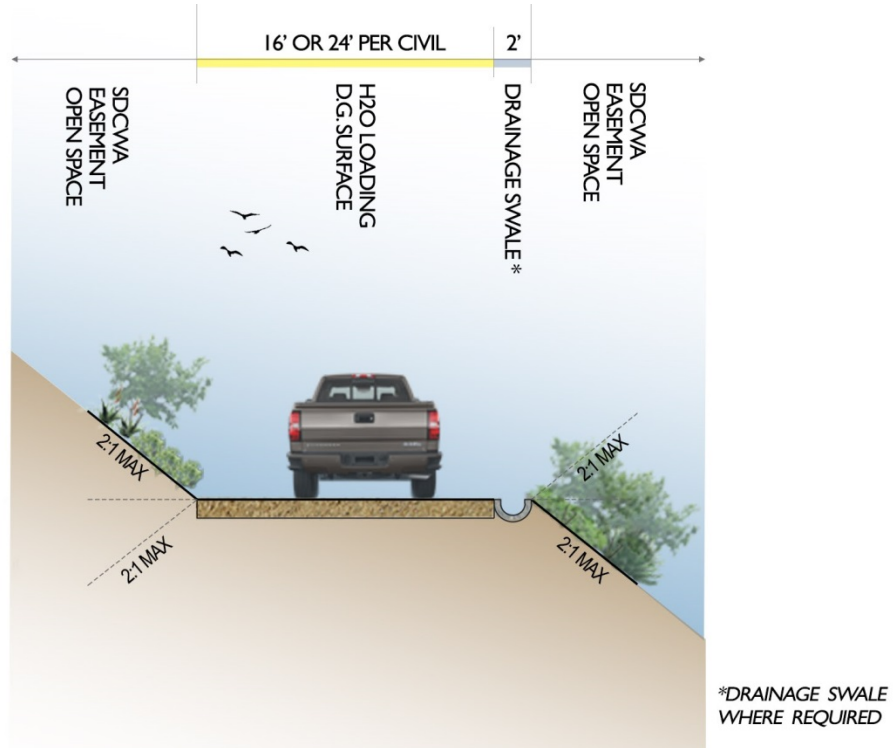 16' OR 24' PER CIVIL
2'
SDCWA
EASEMENT
OPEN SPACE
H2O LOADING
D.G. SURFACE
DRAINAGE SWALE *
SDCWA
EASEMENT
OPEN SPACE
2:1 MAX
2:1 MAX
2:1 MAX
2:1 MAX
*DRAINAGE SWALE
WHERE REQUIRED